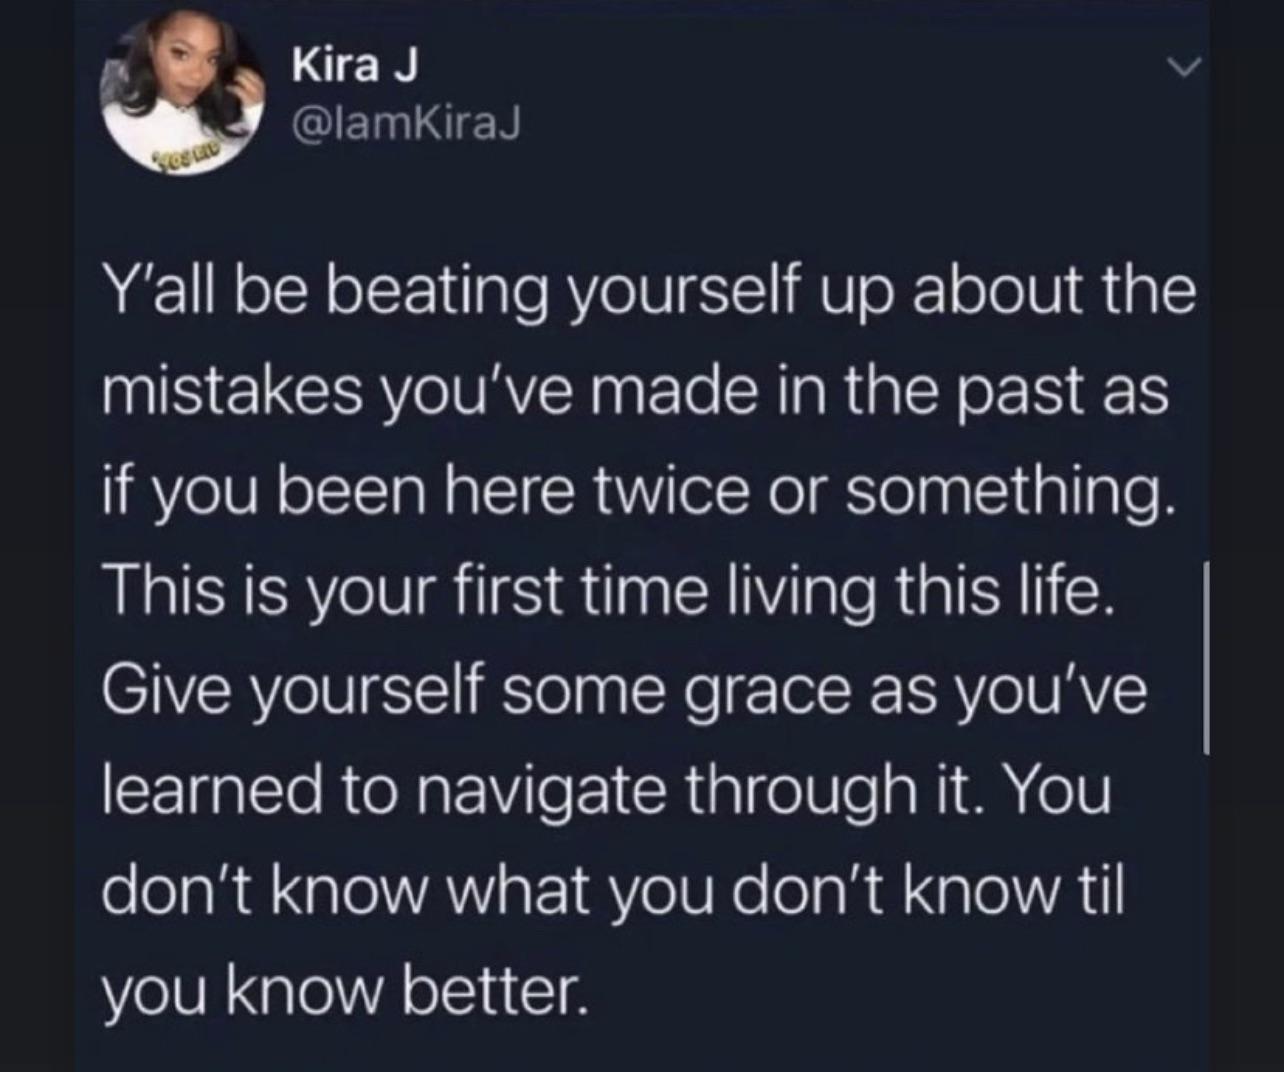 Kira J
@IamKiraJ
Y'all be beating yourself up about the
mistakes you've made in the past as
if you been here twice or something.
This is your first time living this life.
Give yourself some grace as you've
learned to navigate through it. You
don't know what you don't know til
you know better.